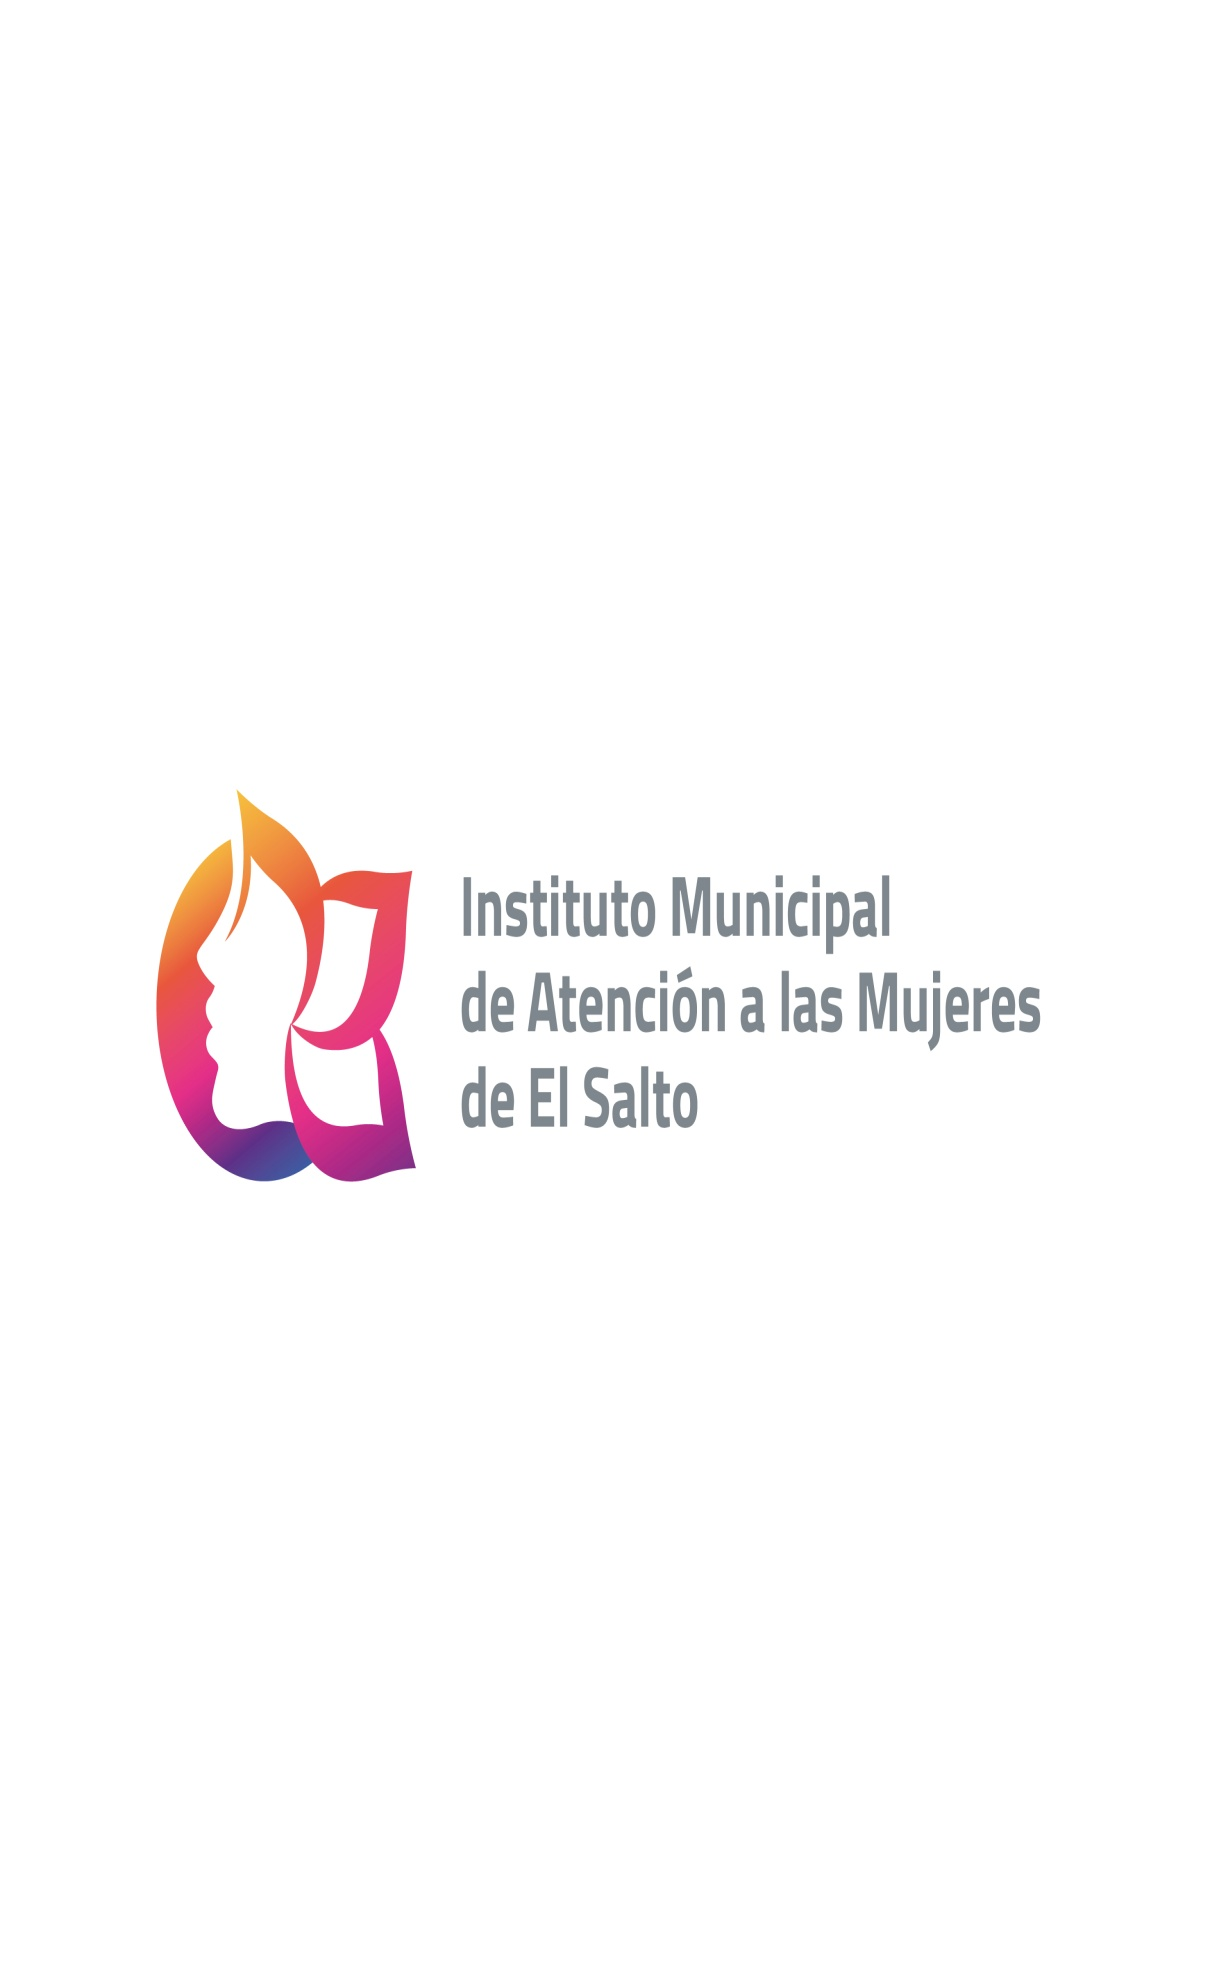 Instituto Municipal
de Atención a las Mujeres
de El Salto